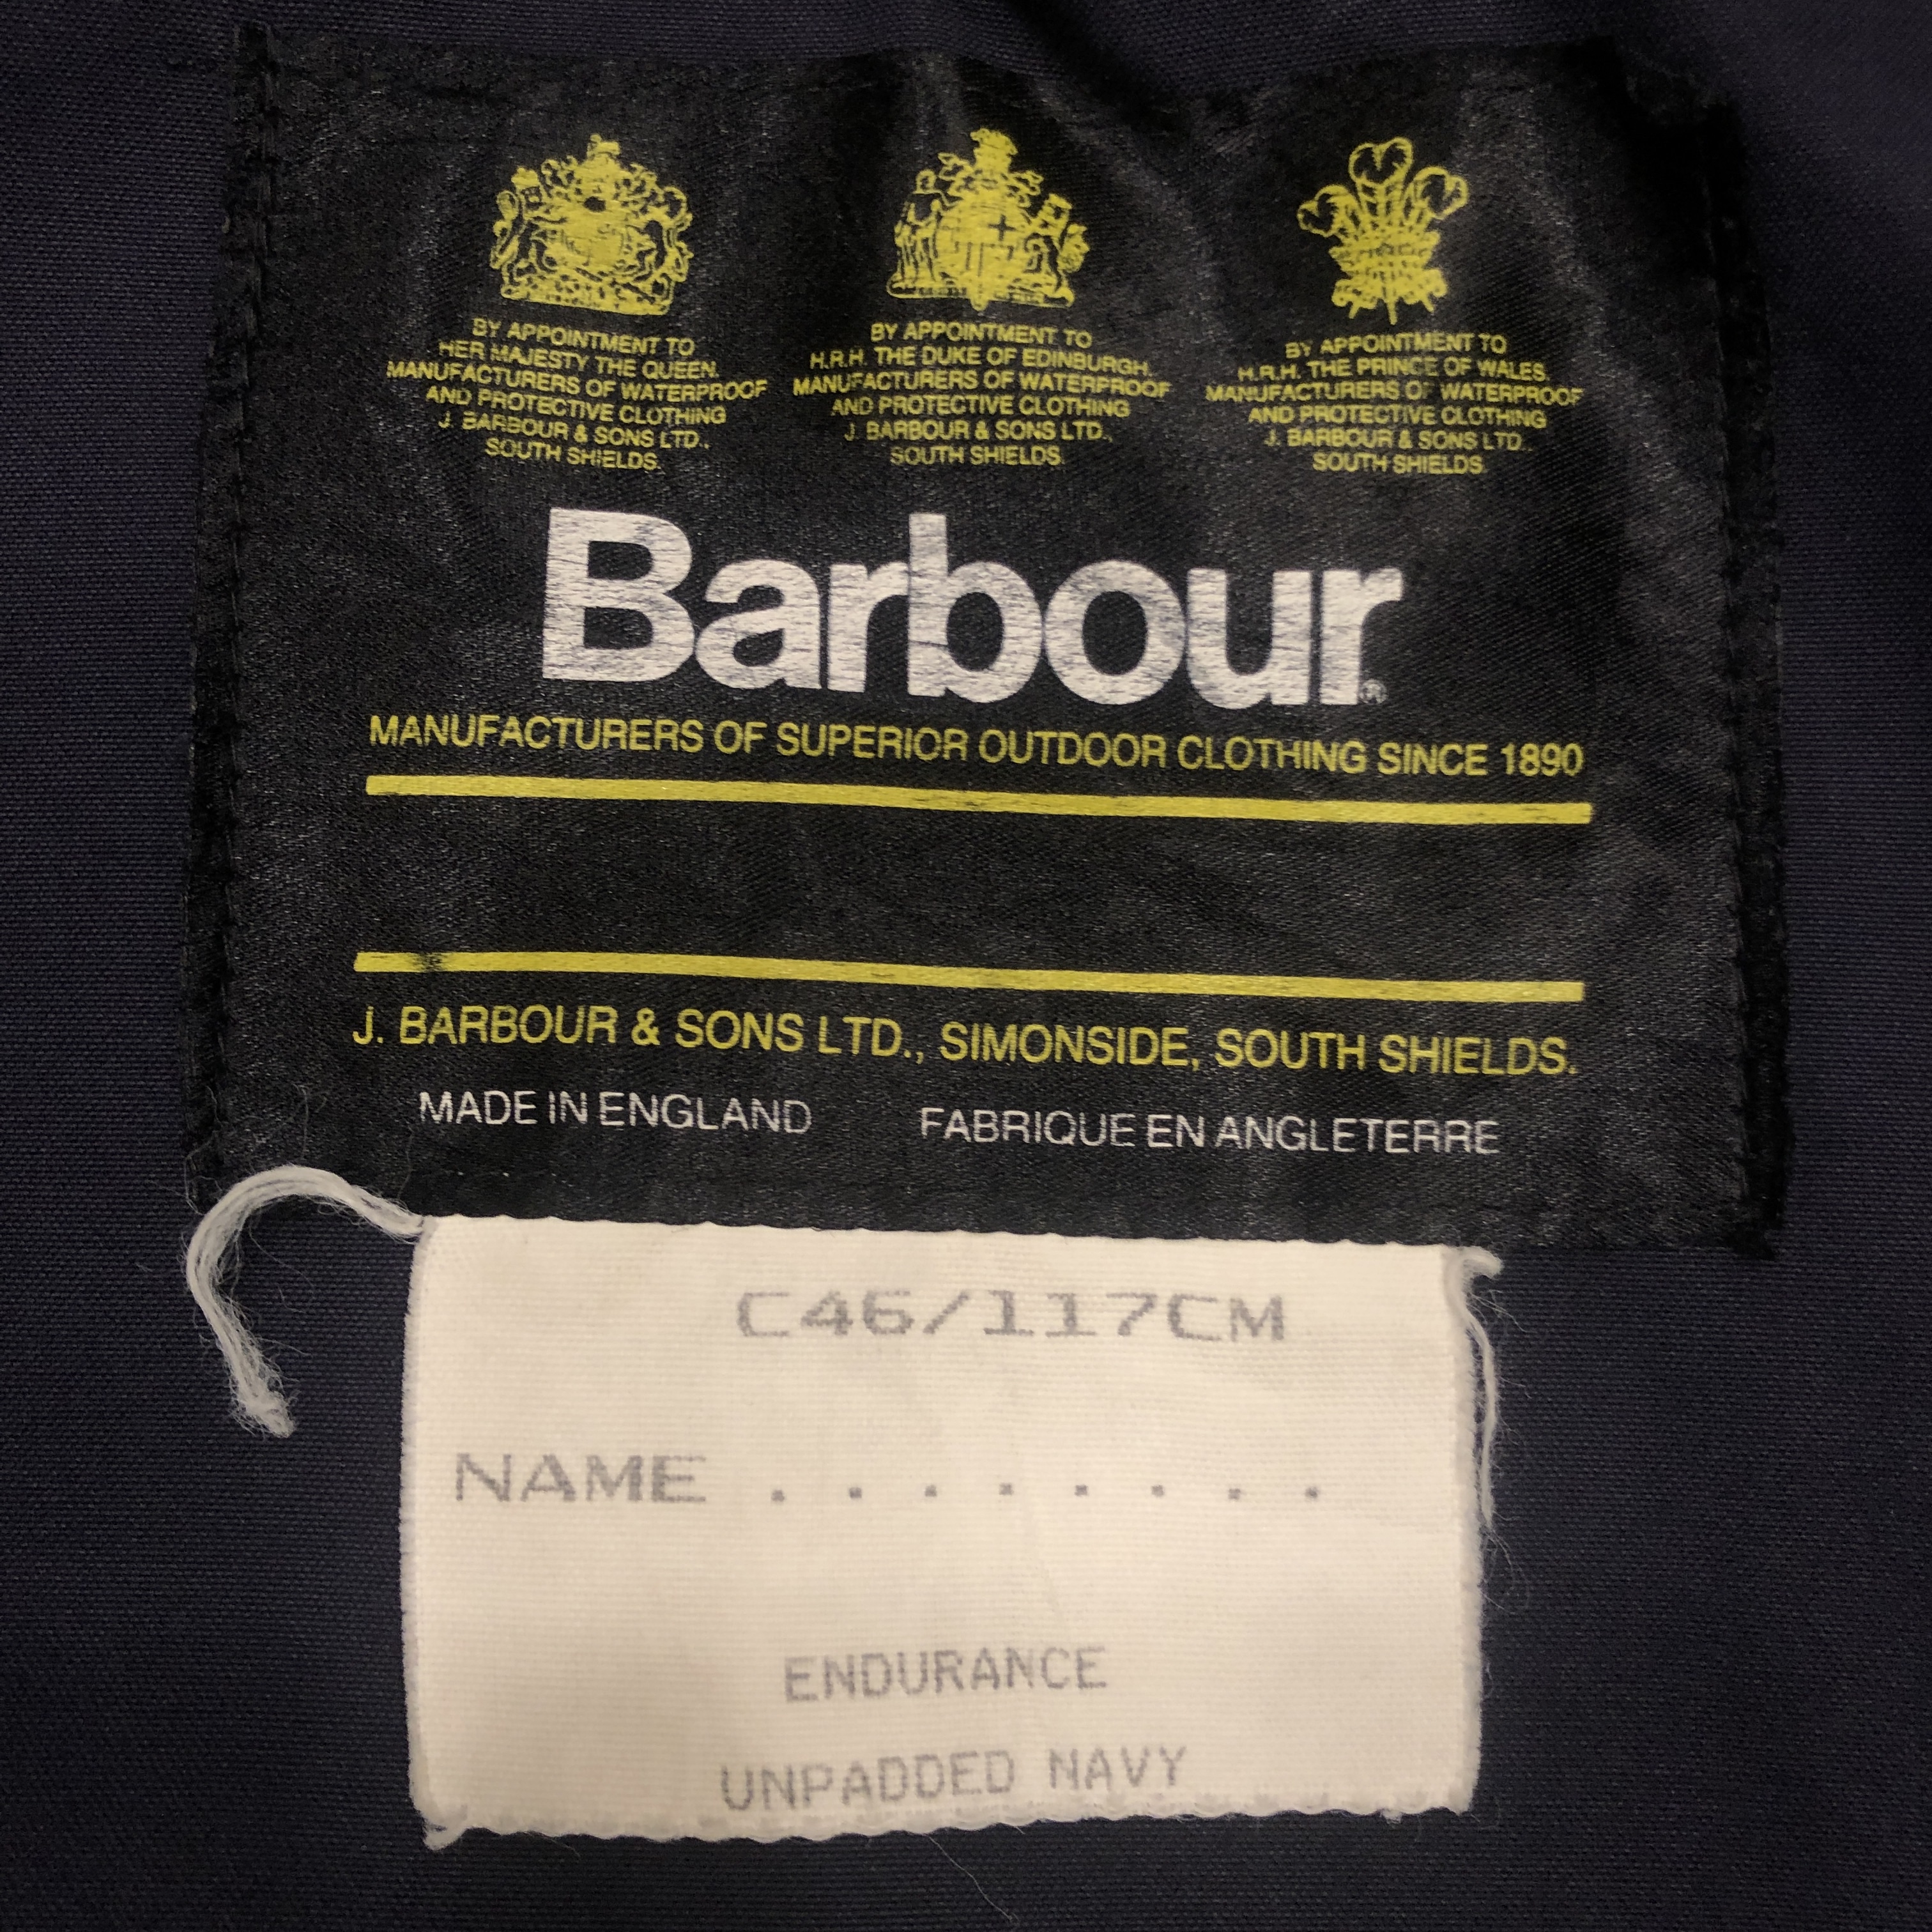 BY APPOINTMENT TO
HER MAJESTY THE QUEEN.
MANUFACTURERS OF WATERPROOF
AND PROTECTIVE CLOTHING
J. BARBOUR & SONS LTD.,
SOUTH SHIELDS.
BY APPOINTMENT TO
H.R.H. THE DUKE OF EDINBURGH.
MANUFACTURERS OF WATERPROOF
AND PROTECTIVE CLOTHING
J. BARBOUR & SONS LTD.,
SOUTH SHIELDS.
BY APPOINTMENT TO
H.R.H. THE PRINCE OF WALES.
MANUFACTURERS OF WATERPROOF
AND PROTECTIVE CLOTHING
J. BARBOUR & SONS LTD.,
SOUTH SHIELDS.
Barbour®
MANUFACTURERS OF SUPERIOR OUTDOOR CLOTHING SINCE 1890
J. BARBOUR & SONS LTD., SIMONSIDE, SOUTH SHIELDS.
MADE IN ENGLAND FABRIQUE EN ANGLETERRE
C46/117CM
NAME . . . . . . . .
ENDURANCE
UNPADDED NAVY